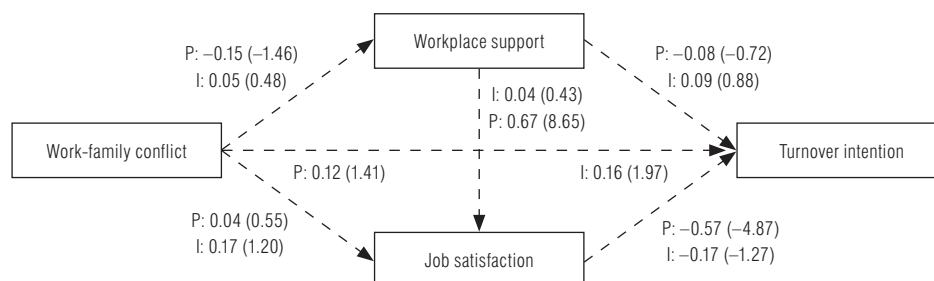 Workplace support
P: –0.15 (–1.46)
I: 0.05 (0.48)
P: –0.08 (–0.72)
I: 0.09 (0.88)
I: 0.04 (0.43)
P: 0.67 (8.65)
Work-family conflict
Turnover intention
P: 0.12 (1.41)
I: 0.16 (1.97)
P: 0.04 (0.55)
I: 0.17 (1.20)
P: –0.57 (–4.87)
I: –0.17 (–1.27)
Job satisfaction